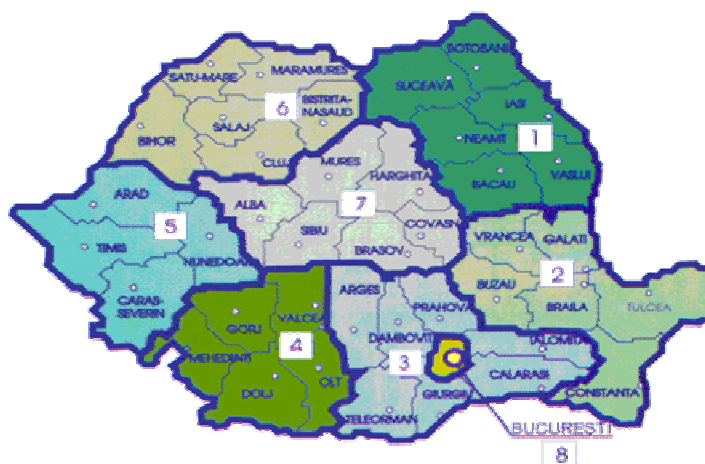 BOTOSANI
SATU-MARE
MARAMURES
SUCEAVA
BISTRITA-
NASAUD
IASI
6
SALAJ
1
BIHOR
NEAMT
CLUJ
MURES
HARGHITA
BACAU
VASLUI
ARAD
ALBA
7
5
COVASN
SIBIU
VRANCEA
GALATI
TIMIS
BRASOV
HUNEDOAR
2
BUZAU
CARAS-
SEVERIN
ARGES
PRAHOVA
BRAILA
TULCEA
GORJ
VALCEA
DAMBOVIT
IALOMITA
4
MEHEDINTI
3
CALARASI
OLT
DOLJ
GIURGIU
CONSTANTA
TELEORMAN
BUCURESTI
8